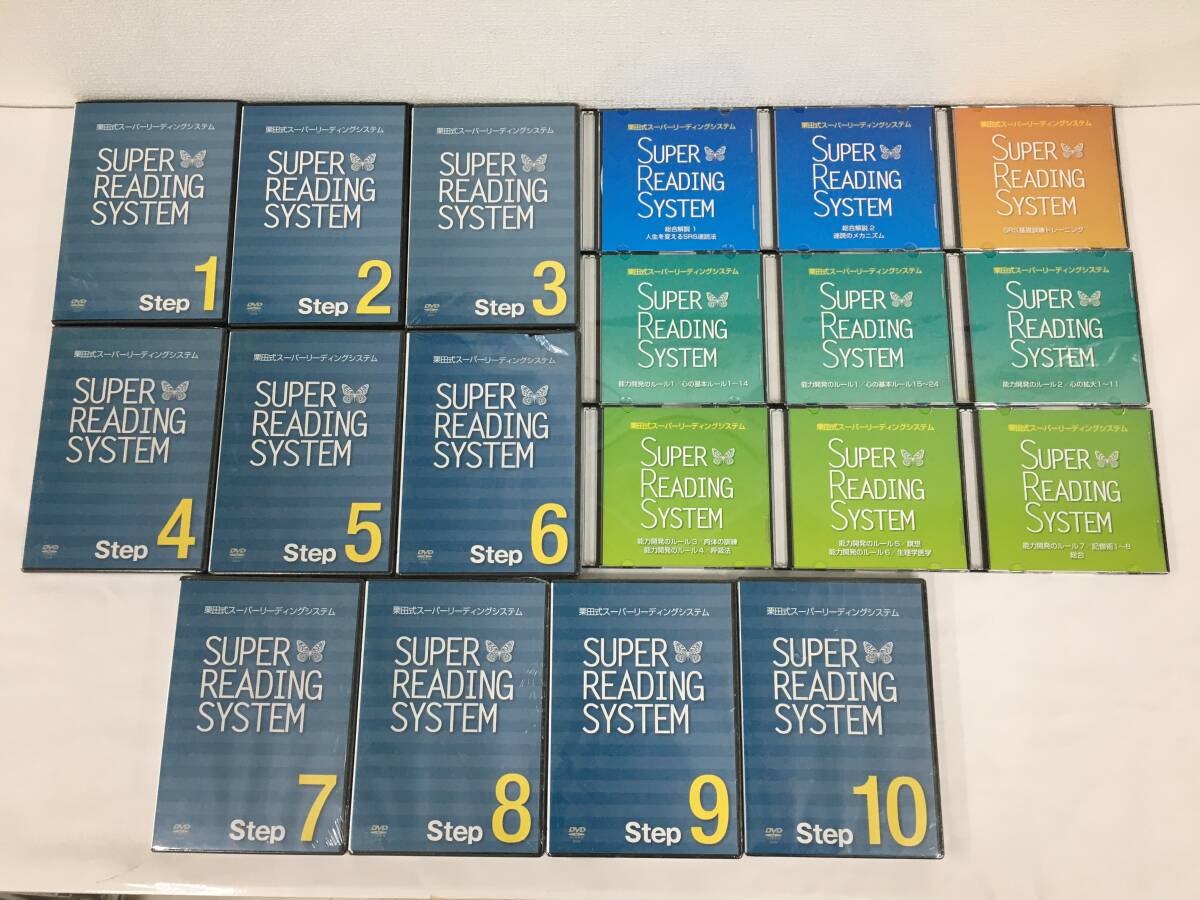 栗田式スーパーリーディングシステム
SUPER
READING
SYSTEM
DVD
Step 1
栗田式スーパーリーディングシステム
SUPER
READING
SYSTEM
DVD
Step 2
栗田式スーパーリーディングシステム
SUPER
READING
SYSTEM
DVD
Step 3
栗田式スーパーリーディングシステム
SUPER
READING
SYSTEM
総合解説 1
人生を変えるSRS速読法
栗田式スーパーリーディングシステム
SUPER
READING
SYSTEM
総合解説 2
速読のメカニズム
栗田式スーパーリーディングシステム
SUPER
READING
SYSTEM
SRS基礎訓練トレーニング
栗田式スーパーリーディングシステム
SUPER
READING
SYSTEM
能力開発のルール1/心の基本ルール1〜14
栗田式スーパーリーディングシステム
SUPER
READING
SYSTEM
能力開発のルール1/心の基本ルール15〜24
栗田式スーパーリーディングシステム
SUPER
READING
SYSTEM
能力開発のルール2/心の拡大1〜11
栗田式スーパーリーディングシステム
SUPER
READING
SYSTEM
DVD
Step 4
栗田式スーパーリーディングシステム
SUPER
READING
SYSTEM
DVD
Step 5
栗田式スーパーリーディングシステム
SUPER
READING
SYSTEM
DVD
Step 6
栗田式スーパーリーディングシステム
SUPER
READING
SYSTEM
能力開発のルール3/肉体の訓練
能力開発のルール4/呼吸法
栗田式スーパーリーディングシステム
SUPER
READING
SYSTEM
能力開発のルール5/瞑想
能力開発のルール6/生理学医学
栗田式スーパーリーディングシステム
SUPER
READING
SYSTEM
能力開発のルール7/記憶術1〜8
総合
栗田式スーパーリーディングシステム
SUPER
READING
SYSTEM
DVD
Step 7
栗田式スーパーリーディングシステム
SUPER
READING
SYSTEM
DVD
Step 8
栗田式スーパーリーディングシステム
SUPER
READING
SYSTEM
DVD
Step 9
栗田式スーパーリーディングシステム
SUPER
READING
SYSTEM
DVD
Step 10